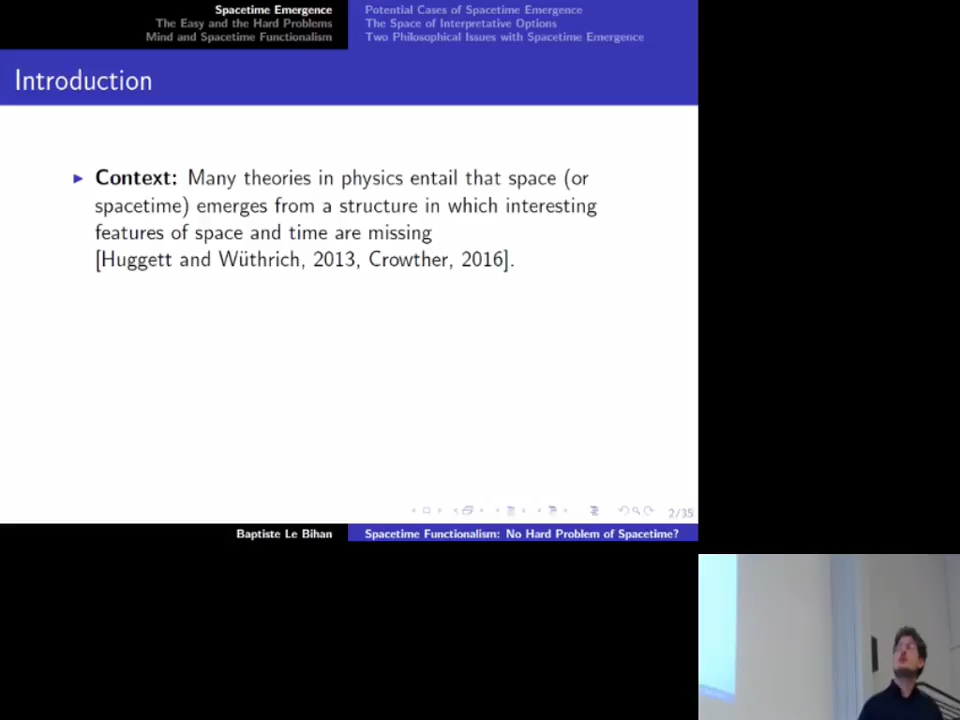 Spacetime Emergence
The Easy and the Hard Problems
Mind and Spacetime Functionalism
Potential Cases of Spacetime Emergence
The Space of Interpretative Options
Two Philosophical Issues with Spacetime Emergence
Introduction
Context: Many theories in physics entail that space (or
spacetime) emerges from a structure in which interesting
features of space and time are missing
[Huggett and Wüthrich, 2013, Crowther, 2016].
2/35
Baptiste Le Bihan
Spacetime Functionalism: No Hard Problem of Spacetime?